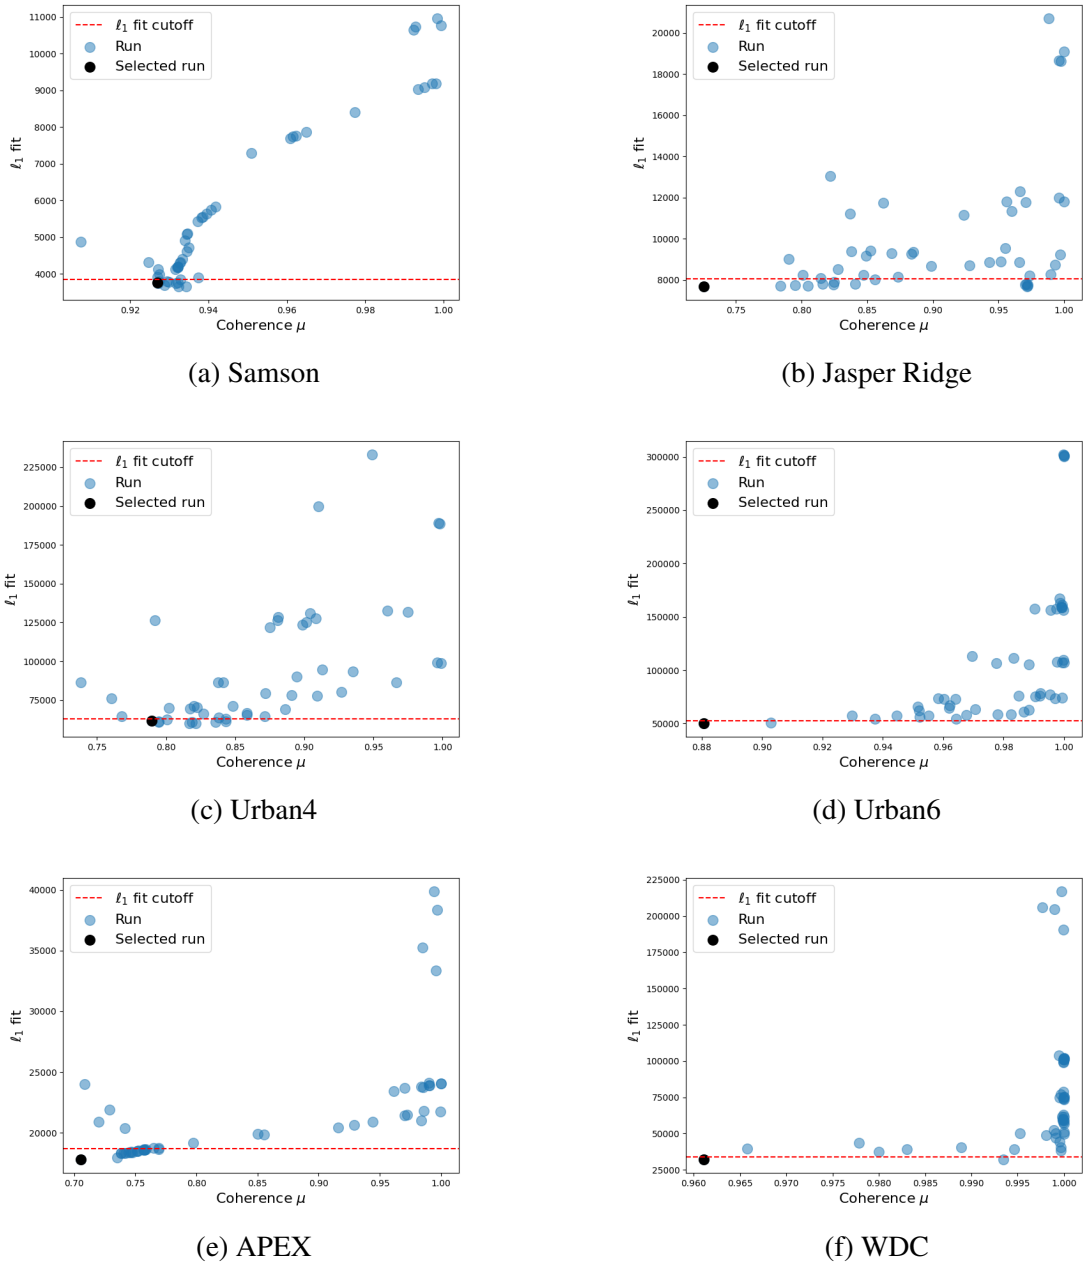 11000
10000
9000
8000
7000
6000
5000
4000
ℓ₁ fit
ℓ₁ fit cutoff
Run
Selected run
0.92 0.94 0.96 0.98 1.00
Coherence μ
(a) Samson
20000
18000
16000
14000
12000
10000
8000
ℓ₁ fit
ℓ₁ fit cutoff
Run
Selected run
0.75 0.80 0.85 0.90 0.95 1.00
Coherence μ
(b) Jasper Ridge
225000
200000
175000
150000
125000
100000
75000
ℓ₁ fit
ℓ₁ fit cutoff
Run
Selected run
0.75 0.80 0.85 0.90 0.95 1.00
Coherence μ
(c) Urban4
300000
250000
200000
150000
100000
50000
ℓ₁ fit
ℓ₁ fit cutoff
Run
Selected run
0.88 0.90 0.92 0.94 0.96 0.98 1.00
Coherence μ
(d) Urban6
40000
35000
30000
25000
20000
ℓ₁ fit
ℓ₁ fit cutoff
Run
Selected run
0.70 0.75 0.80 0.85 0.90 0.95 1.00
Coherence μ
(e) APEX
225000
200000
175000
150000
125000
100000
75000
50000
25000
ℓ₁ fit
ℓ₁ fit cutoff
Run
Selected run
0.960 0.965 0.970 0.975 0.980 0.985 0.990 0.995 1.000
Coherence μ
(f) WDC